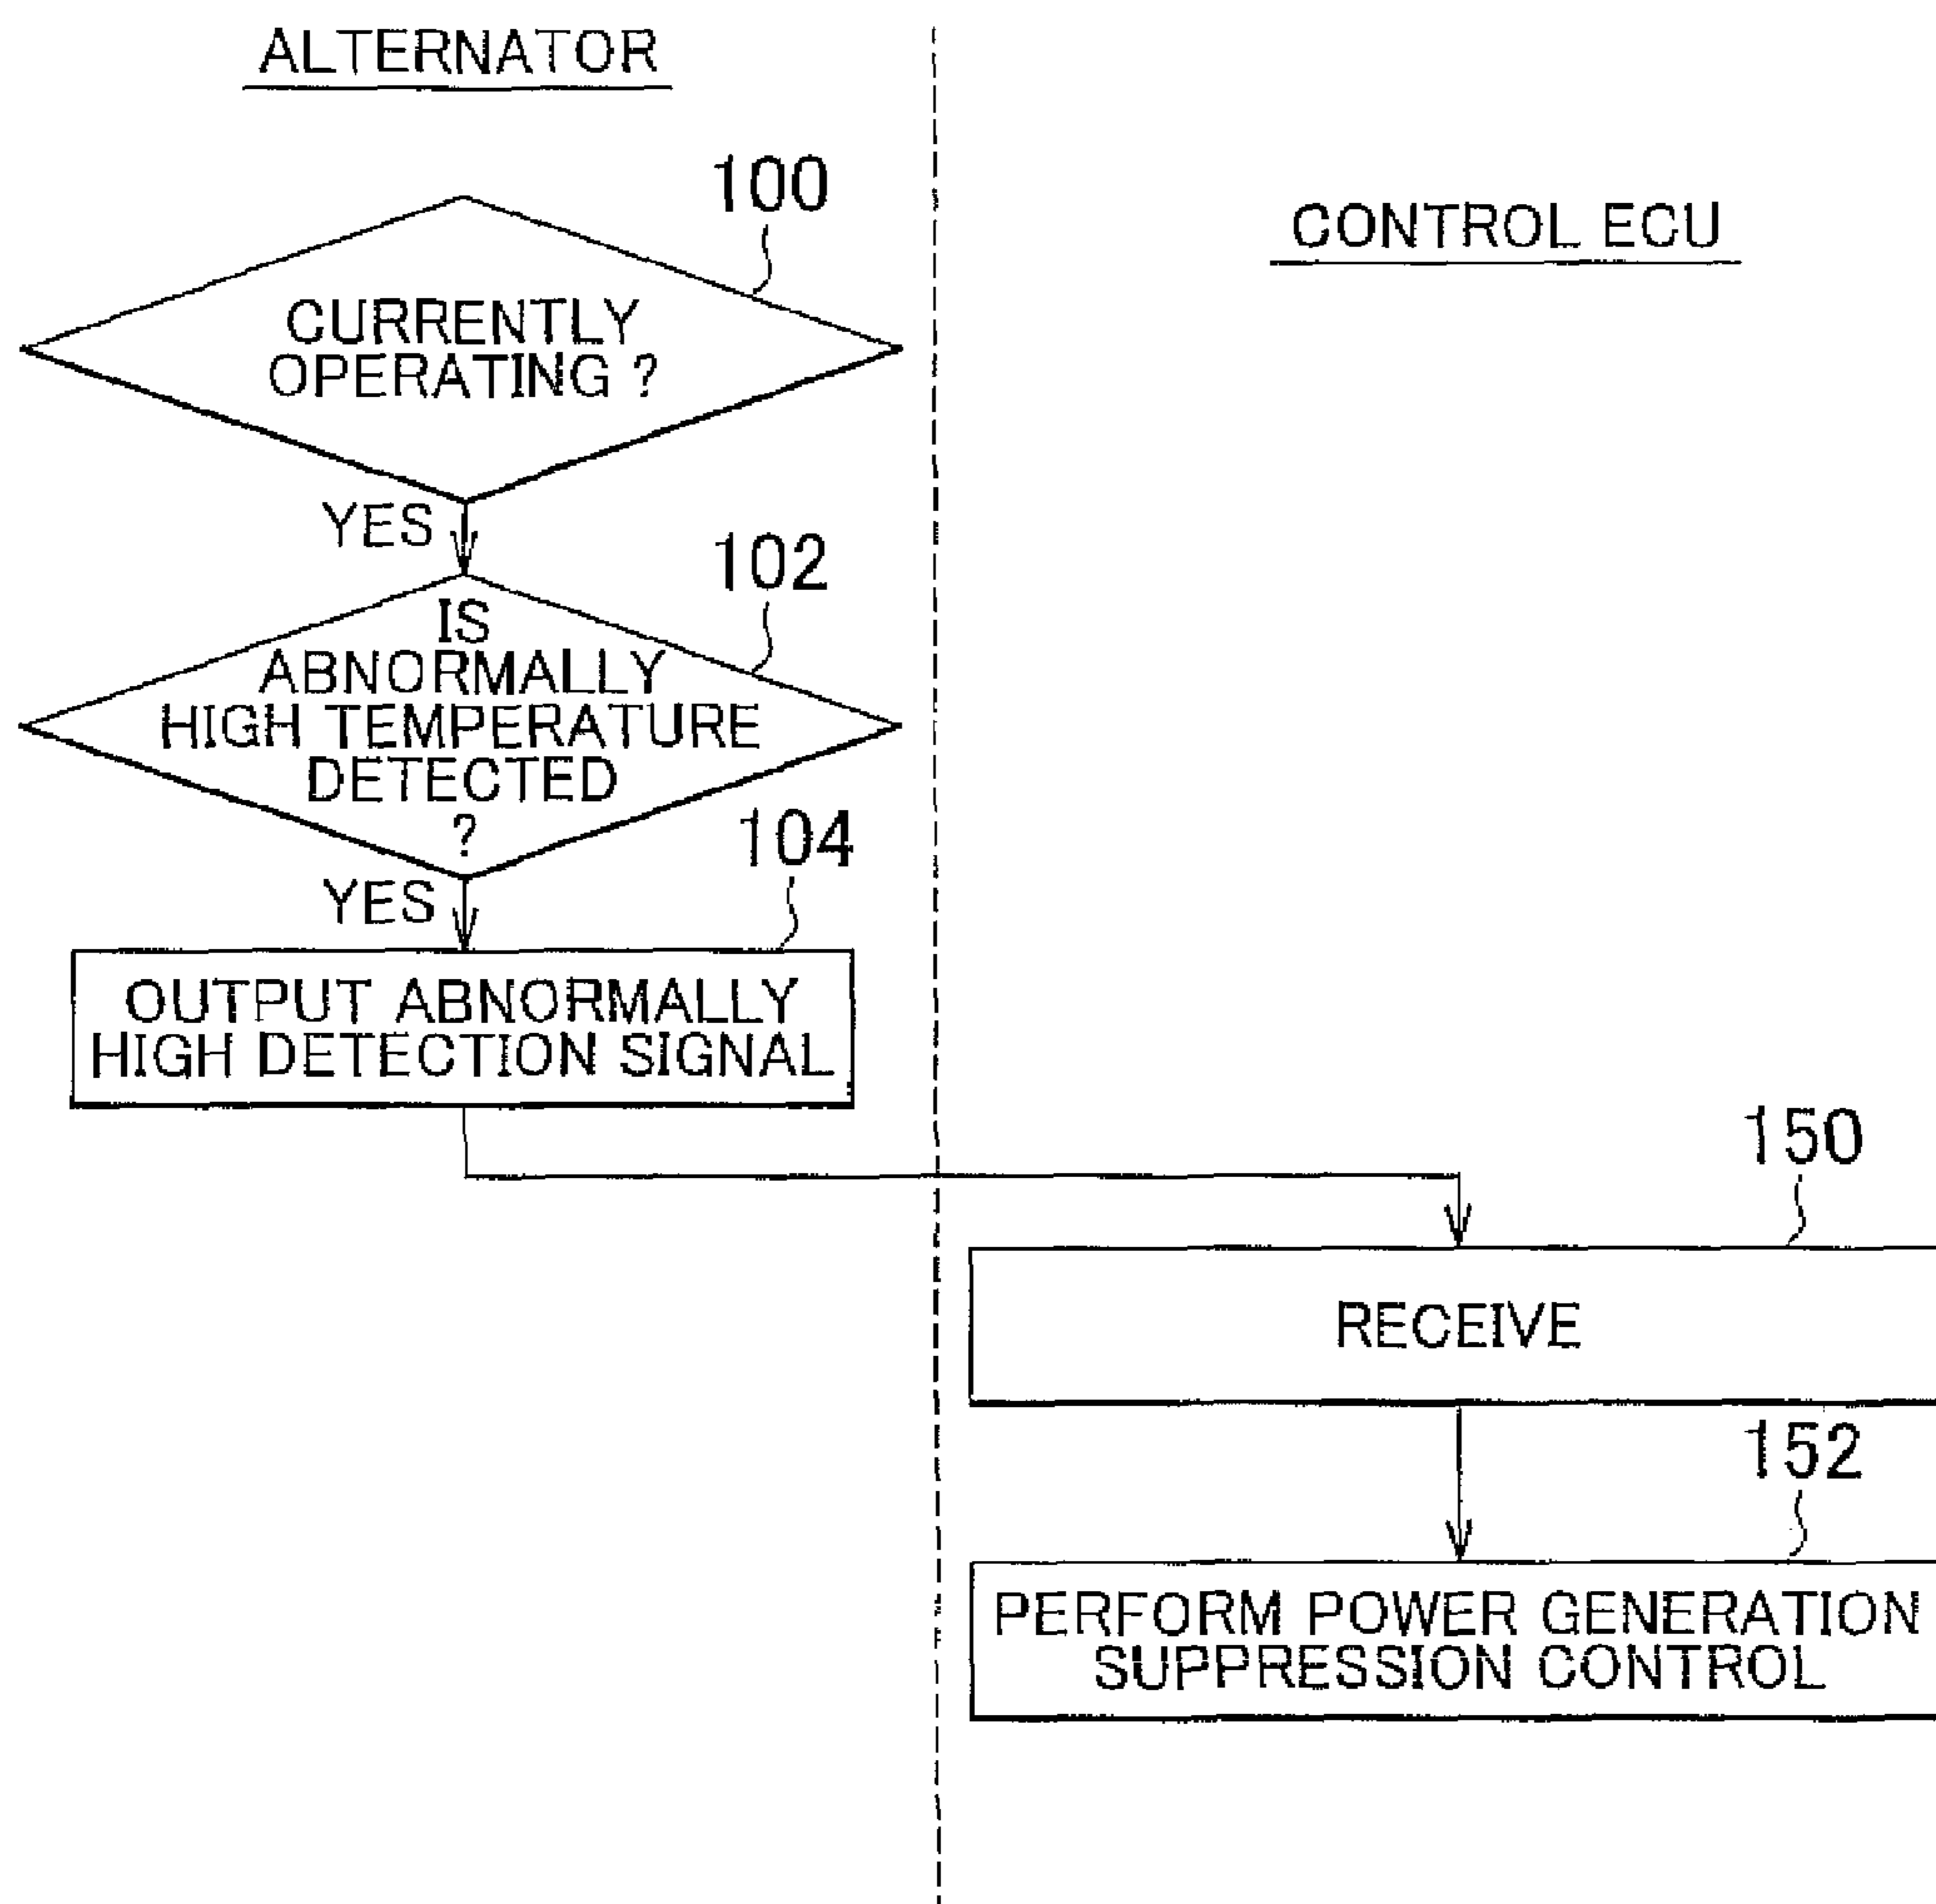 ALTERNATOR
100
CURRENTLY
OPERATING ?
YES
102
IS
ABNORMALLY
HIGH TEMPERATURE
DETECTED
?
YES
104
OUTPUT ABNORMALLY
HIGH DETECTION SIGNAL
CONTROL ECU
150
RECEIVE
152
PERFORM POWER GENERATION
SUPPRESSION CONTROL